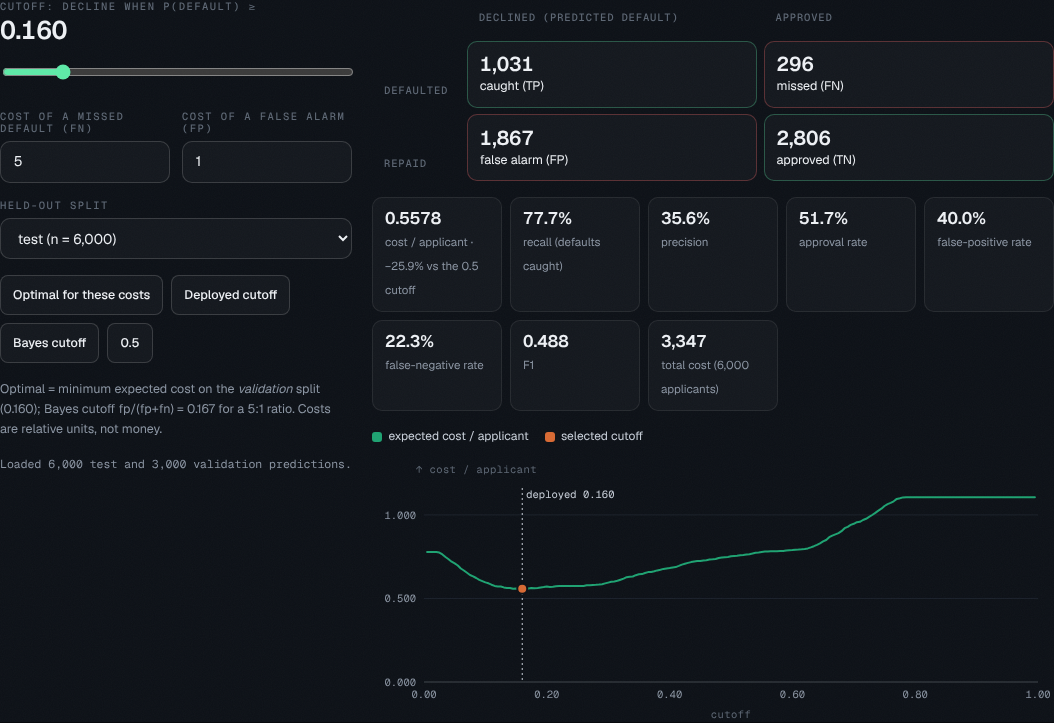 CUTOFF: DECLINE WHEN P(DEFAULT) ≥
0.160
COST OF A MISSED
DEFAULT (FN)
COST OF A FALSE ALARM
(FP)
5
1
HELD-OUT SPLIT
test (n = 6,000)
Optimal for these costs
Deployed cutoff
Bayes cutoff
0.5
Optimal = minimum expected cost on the validation split
(0.160); Bayes cutoff fp/(fp+fn) = 0.167 for a 5:1 ratio. Costs
are relative units, not money.
Loaded 6,000 test and 3,000 validation predictions.
DECLINED (PREDICTED DEFAULT)
APPROVED
DEFAULTED
1,031
caught (TP)
296
missed (FN)
REPAID
1,867
false alarm (FP)
2,806
approved (TN)
0.5578
cost / applicant ·
−25.9% vs the 0.5
cutoff
77.7%
recall (defaults
caught)
35.6%
precision
51.7%
approval rate
40.0%
false-positive rate
22.3%
false-negative rate
0.488
F1
3,347
total cost (6,000
applicants)
expected cost / applicant
selected cutoff
↑ cost / applicant
deployed 0.160
1.000
0.500
0.000
0.00
0.20
0.40
0.60
0.80
1.00
cutoff